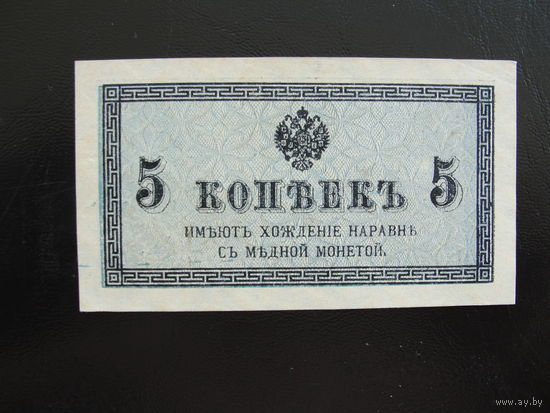 5 КОПѢЕКЪ 5
ИМѢЮТЪ ХОЖДЕНІЕ НАРАВНѢ
СЪ МѢДНОЙ МОНЕТОЙ.
www.ay.by